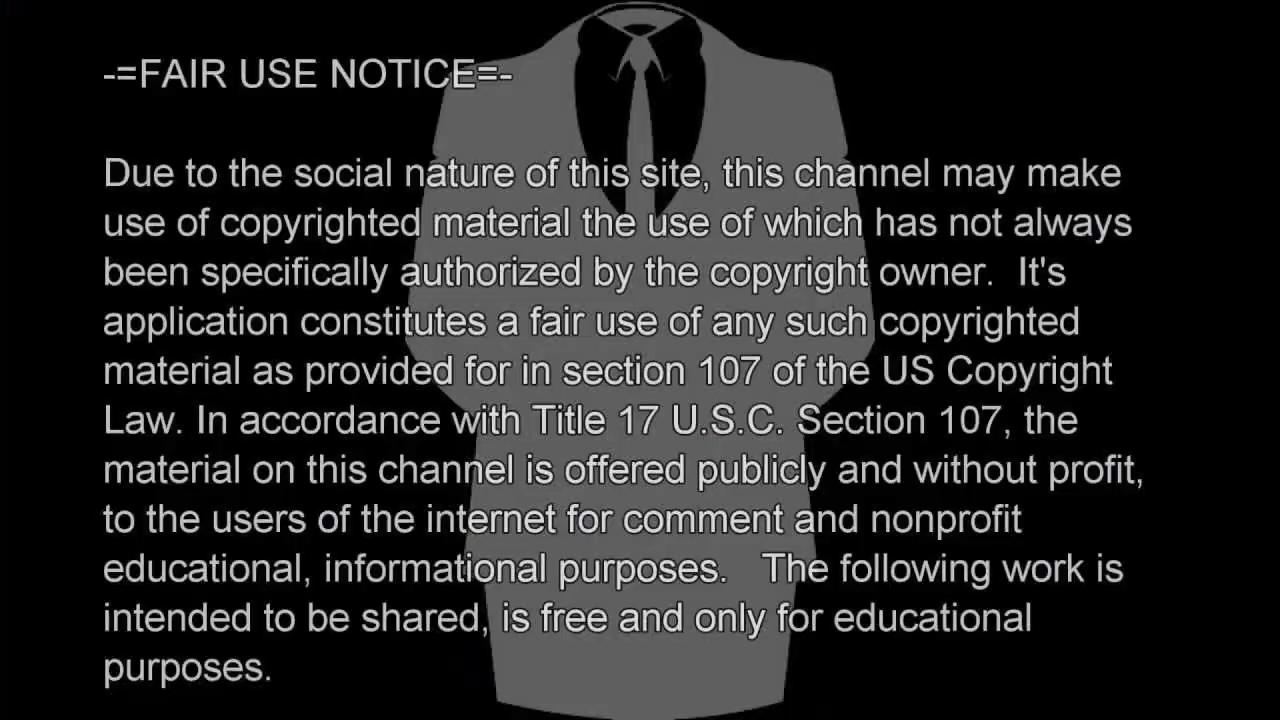 -=FAIR USE NOTICE=-
Due to the social nature of this site, this channel may make
use of copyrighted material the use of which has not always
been specifically authorized by the copyright owner.  It's
application constitutes a fair use of any such copyrighted
material as provided for in section 107 of the US Copyright
Law. In accordance with Title 17 U.S.C. Section 107, the
material on this channel is offered publicly and without profit,
to the users of the internet for comment and nonprofit
educational, informational purposes.   The following work is
intended to be shared, is free and only for educational
purposes.